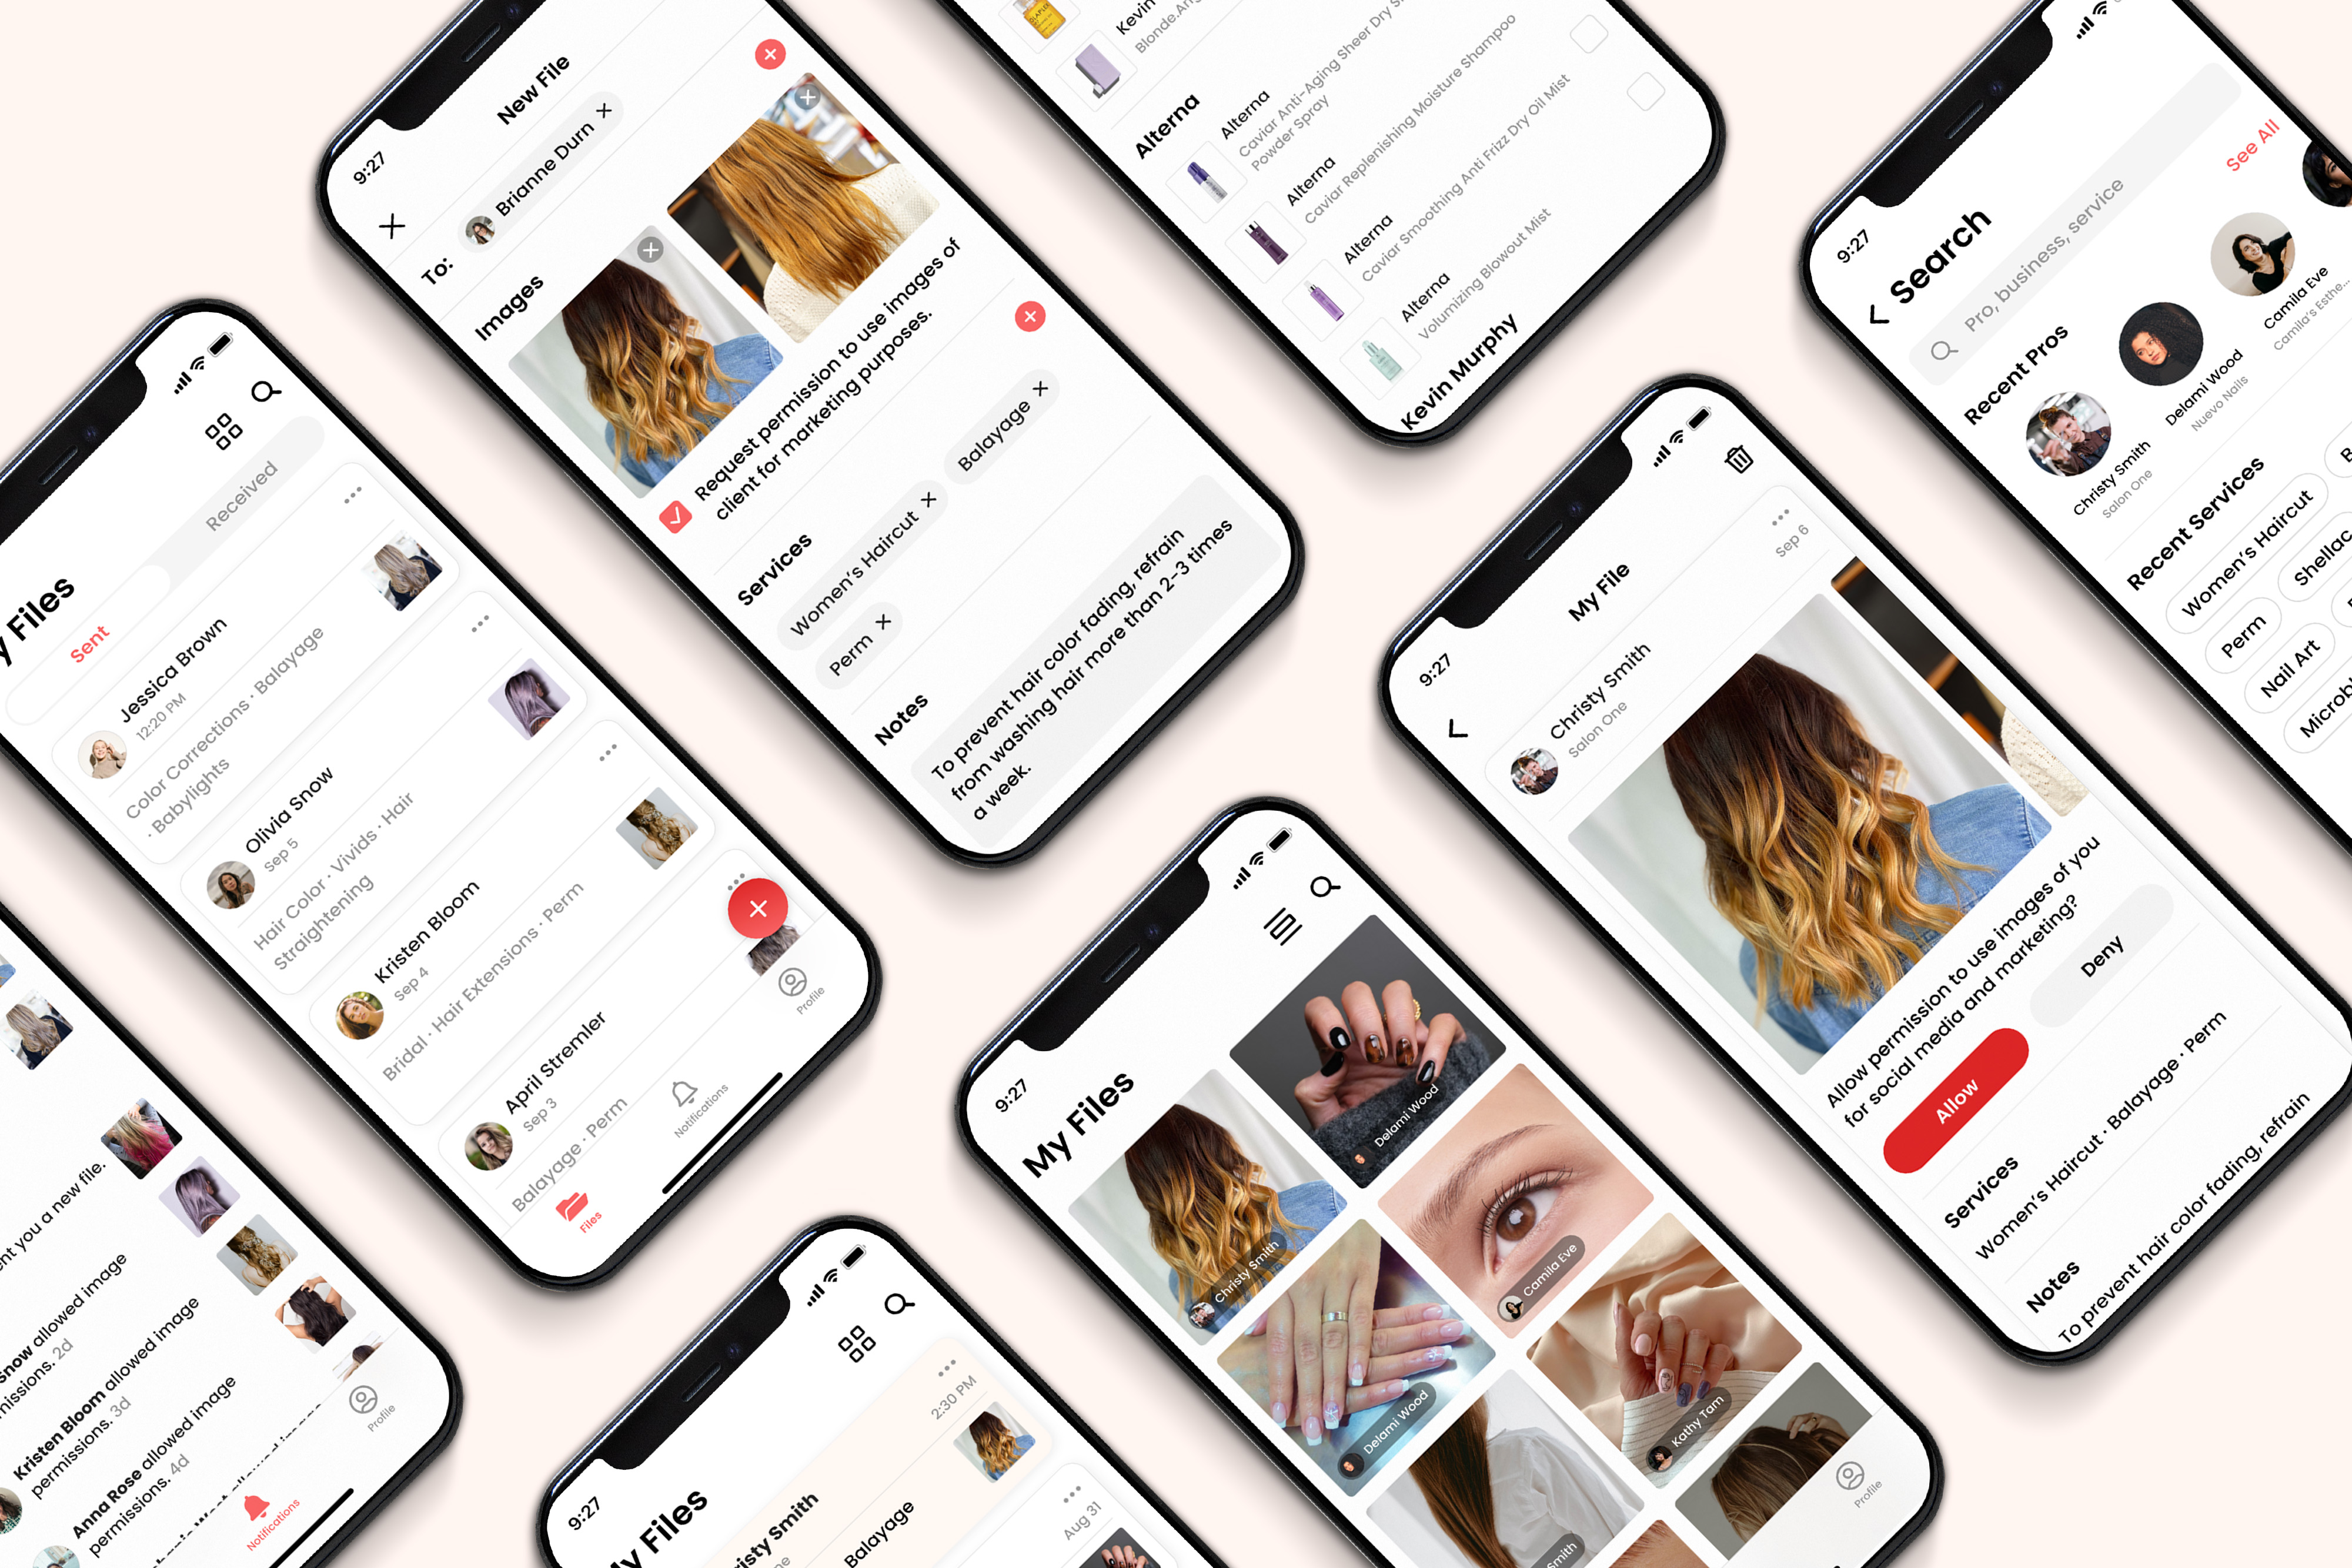 9:27
New File
To:
Brianne Durn
Images
Request permission to use images of
client for marketing purposes.
Services
Women's Haircut
Balayage
Perm
Notes
To prevent hair color fading, refrain
from washing hair more than 2-3 times
a week.
Kevin
Alterna
Alterna
Caviar Anti-Aging Sheer Dry
Powder Spray
Alterna
Caviar Replenishing Moisture Shampoo
Alterna
Caviar Smoothing Anti Frizz Dry Oil Mist
Alterna
Volumizing Blowout Mist
Kevin Murphy
9:27
Search
Pro, business, service
Recent Pros
See All
Christy Smith
Salon One
Delami Wood
Nuevo Nails
Camila Eve
Camila's Esthe...
Recent Services
Women's Haircut
Perm
Shellac
Nail Art
Files
Sent
Received
Jessica Brown
12:20 PM
Color Corrections · Balayage
· Babylights
Olivia Snow
Sep 5
Hair Color · Vivids · Hair
Straightening
Kristen Bloom
Sep 4
Bridal · Hair Extensions · Perm
April Stremler
Sep 3
Balayage · Perm
Files
Notifications
Profile
9:27
My File
Christy Smith
Salon One
Sep 6
Allow permission to use images of you
for social media and marketing?
Allow
Deny
Services
Women's Haircut · Balayage · Perm
Notes
To prevent hair color fading, refrain
9:27
My Files
Christy Smith
Delami Wood
Delami Wood
Camila Eve
Kathy Tam
Smith
Profile
you a new file.
allowed image
2d
Kristen Bloom allowed image
permissions. 3d
Anna Rose allowed image
permissions. 4d
Notifications
Profile
9:27
Files
Smith
2:30 PM
Balayage
Aug 31